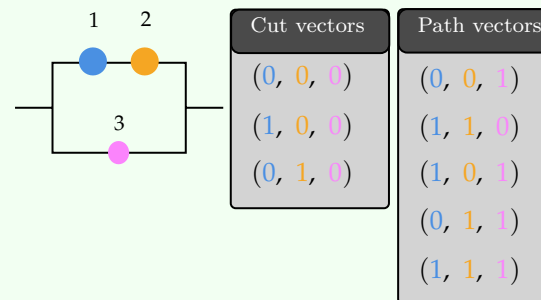 1 2
3
Cut vectors
(0, 0, 0)
(1, 0, 0)
(0, 1, 0)
Path vectors
(0, 0, 1)
(1, 1, 0)
(1, 0, 1)
(0, 1, 1)
(1, 1, 1)